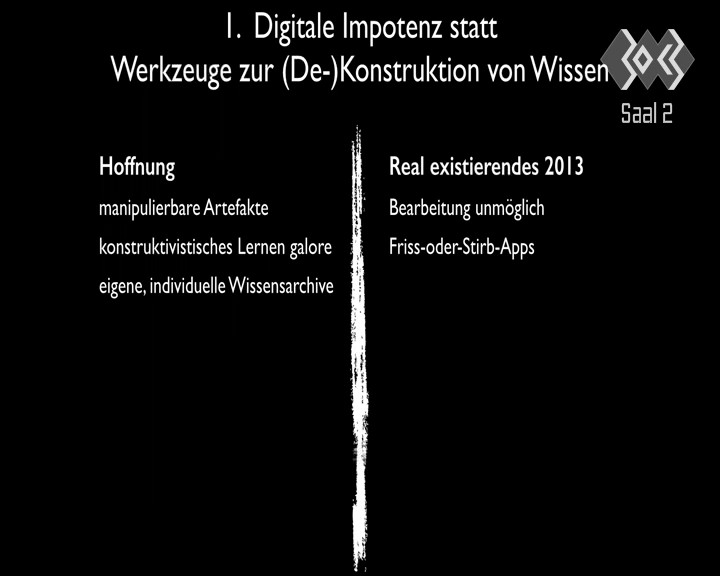 1. Digitale Impotenz statt
Werkzeuge zur (De-)Konstruktion von Wissen
Saal 2
Hoffnung
manipulierbare Artefakte
konstruktivistisches Lernen galore
eigene, individuelle Wissensarchive
Real existierendes 2013
Bearbeitung unmöglich
Friss-oder-Stirb-Apps